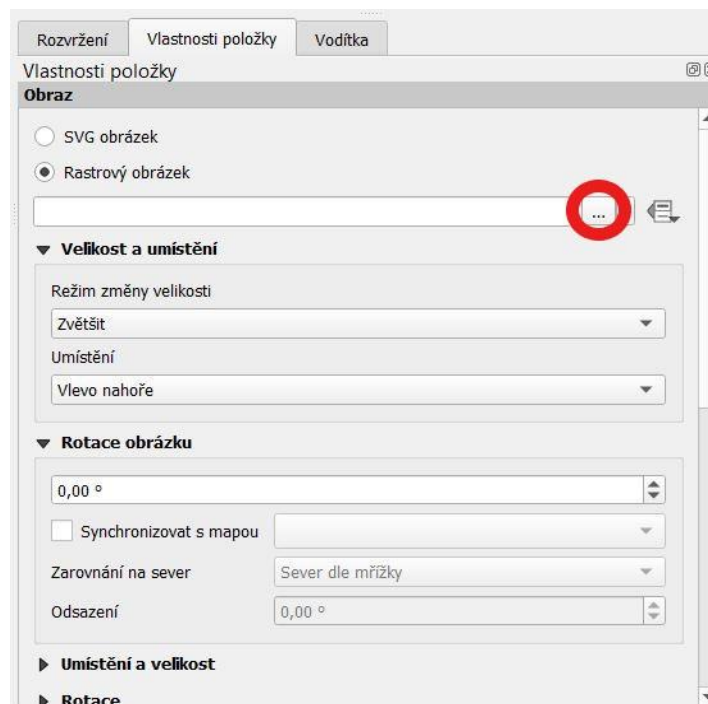 Rozvržení Vlastnosti položky Vodítka
Vlastnosti položky
Obraz
SVG obrázek
Rastrový obrázek
...
Velikost a umístění
Režim změny velikosti
Zvětšit
Umístění
Vlevo nahoře
Rotace obrázku
0,00 °
Synchronizovat s mapou
Zarovnání na sever Sever dle mřížky
Odsazení 0,00 °
Umístění a velikost
Rotace